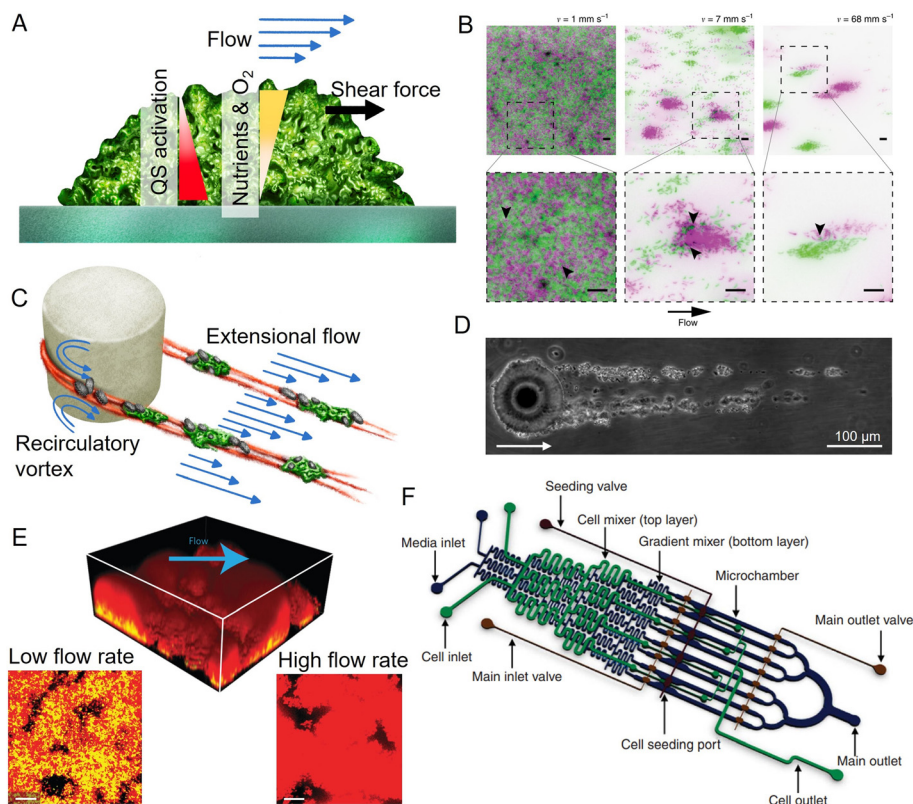 A
Flow
Shear force
QS activation
Nutrients & O₂
B
v = 1 mm s⁻¹
v = 7 mm s⁻¹
v = 68 mm s⁻¹
Flow
C
Extensional flow
Recirculatory
vortex
D
100 μm
E
Flow
Low flow rate
High flow rate
F
Seeding valve
Cell mixer (top layer)
Gradient mixer (bottom layer)
Media inlet
Microchamber
Main outlet valve
Cell inlet
Main inlet valve
Cell seeding port
Main outlet
Cell outlet